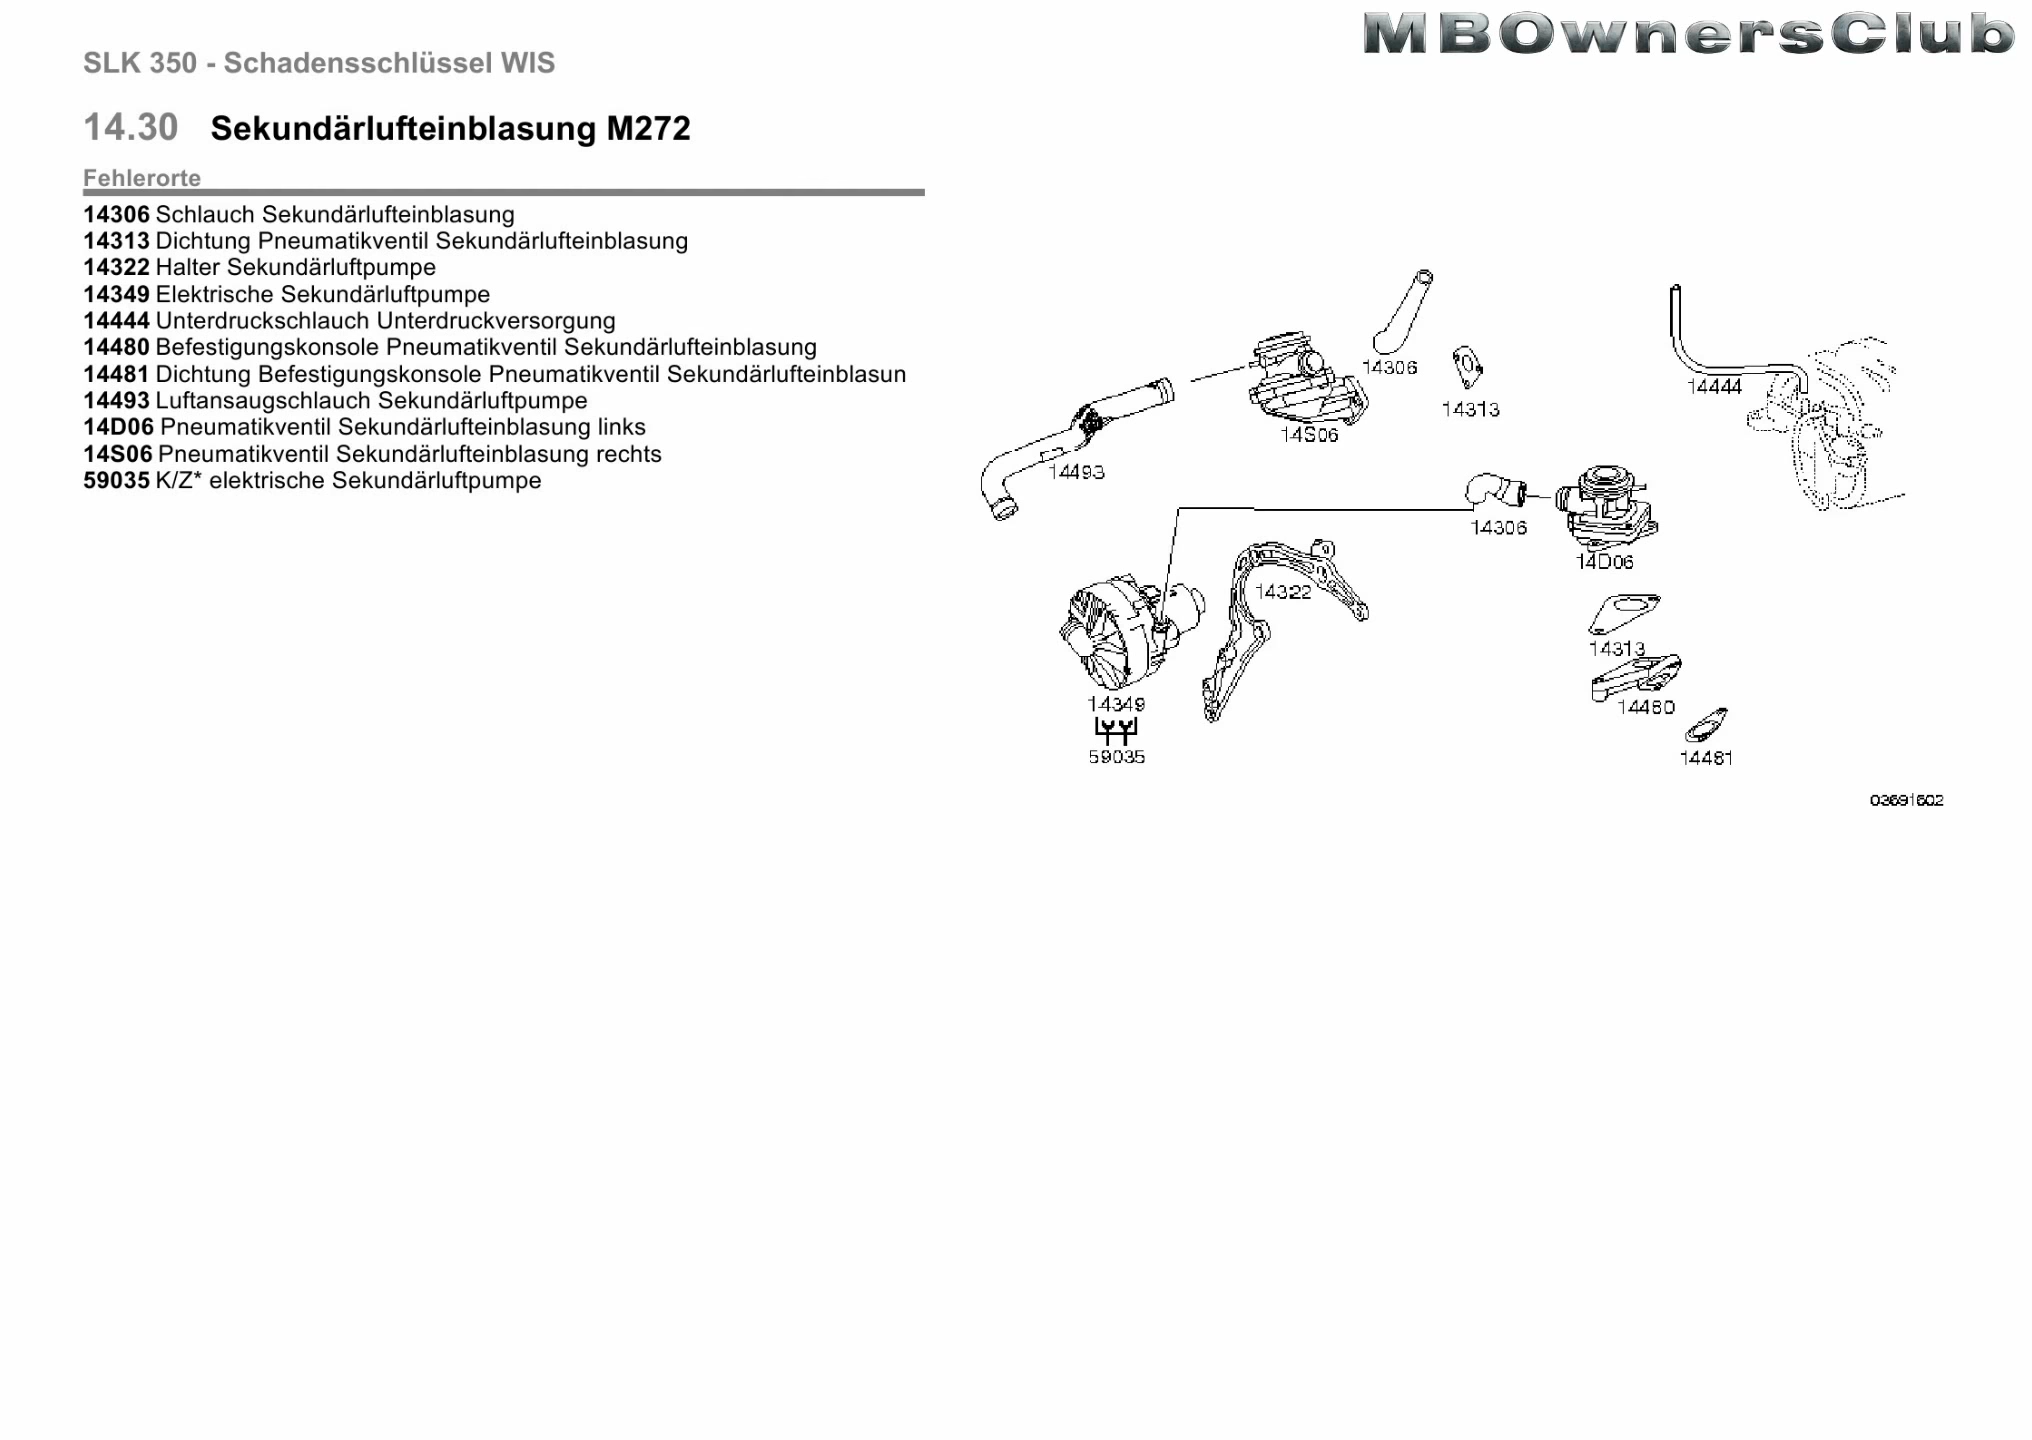 MBOwnersClub
SLK 350 - Schadensschlüssel WIS
14.30 Sekundärlufteinblasung M272
Fehlerorte
14306 Schlauch Sekundärlufteinblasung
14313 Dichtung Pneumatikventil Sekundärlufteinblasung
14322 Halter Sekundärluftpumpe
14349 Elektrische Sekundärluftpumpe
14444 Unterdruckschlauch Unterdruckversorgung
14480 Befestigungskonsole Pneumatikventil Sekundärlufteinblasung
14481 Dichtung Befestigungskonsole Pneumatikventil Sekundärlufteinblasun
14493 Luftansaugschlauch Sekundärluftpumpe
14D06 Pneumatikventil Sekundärlufteinblasung links
14S06 Pneumatikventil Sekundärlufteinblasung rechts
59035 K/Z* elektrische Sekundärluftpumpe
14306
14444
14313
14S06
14493
14306
14D06
14322
14313
14349
14480
59035
14481
03691602